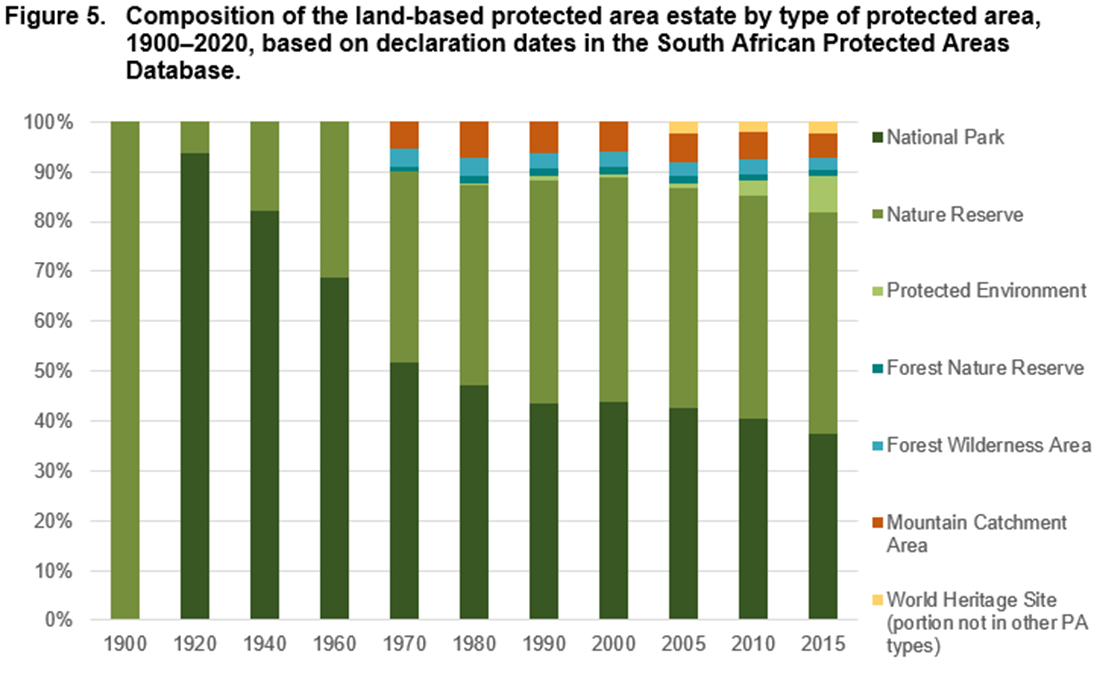 Figure 5. Composition of the land-based protected area estate by type of protected area,
1900–2020, based on declaration dates in the South African Protected Areas
Database.
100%
90%
80%
70%
60%
50%
40%
30%
20%
10%
0%
1900 1920 1940 1960 1970 1980 1990 2000 2005 2010 2015
National Park
Nature Reserve
Protected Environment
Forest Nature Reserve
Forest Wilderness Area
Mountain Catchment
Area
World Heritage Site
(portion not in other PA
types)